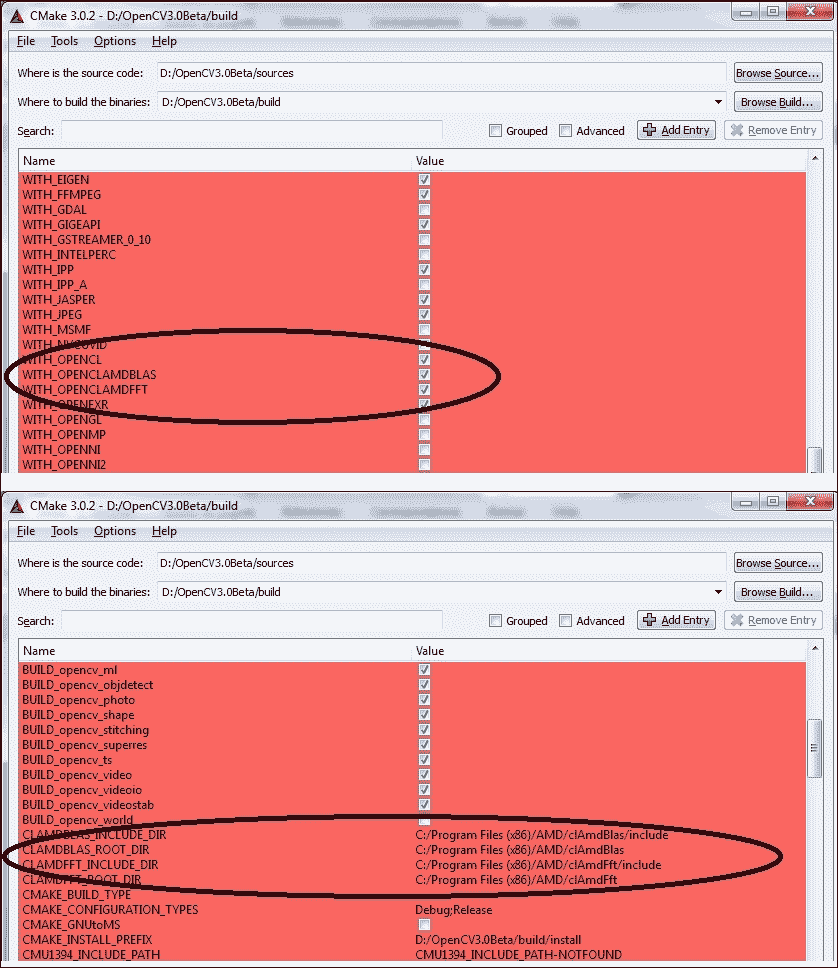 CMake 3.0.2 - D:/OpenCV3.0Beta/build
File Tools Options Help
Where is the source code: D:/OpenCV3.0Beta/sources Browse Source...
Where to build the binaries: D:/OpenCV3.0Beta/build Browse Build...
Search: Grouped Advanced Add Entry Remove Entry
Name Value
WITH_EIGEN
WITH_FFMPEG
WITH_GDAL
WITH_GIGEAPI
WITH_GSTREAMER_0_10
WITH_INTELPERC
WITH_IPP
WITH_IPP_A
WITH_JASPER
WITH_JPEG
WITH_MSMF
WITH_NVCUVID
WITH_OPENCL
WITH_OPENCLAMDBLAS
WITH_OPENCLAMDFFT
WITH_OPENEXR
WITH_OPENGL
WITH_OPENMP
WITH_OPENNI
WITH_OPENNI2
CMake 3.0.2 - D:/OpenCV3.0Beta/build
File Tools Options Help
Where is the source code: D:/OpenCV3.0Beta/sources Browse Source...
Where to build the binaries: D:/OpenCV3.0Beta/build Browse Build...
Search: Grouped Advanced Add Entry Remove Entry
Name Value
BUILD_opencv_ml
BUILD_opencv_objdetect
BUILD_opencv_photo
BUILD_opencv_shape
BUILD_opencv_stitching
BUILD_opencv_superres
BUILD_opencv_ts
BUILD_opencv_video
BUILD_opencv_videoio
BUILD_opencv_videostab
BUILD_opencv_world
CLAMDBLAS_INCLUDE_DIR C:/Program Files (x86)/AMD/clAmdBlas/include
CLAMDBLAS_ROOT_DIR C:/Program Files (x86)/AMD/clAmdBlas
CLAMDFFT_INCLUDE_DIR C:/Program Files (x86)/AMD/clAmdFft/include
CLAMDFFT_ROOT_DIR C:/Program Files (x86)/AMD/clAmdFft
CMAKE_BUILD_TYPE
CMAKE_CONFIGURATION_TYPES Debug;Release
CMAKE_GNUtoMS
CMAKE_INSTALL_PREFIX D:/OpenCV3.0Beta/build/install
CMU1394_INCLUDE_PATH CMU1394_INCLUDE_PATH-NOTFOUND